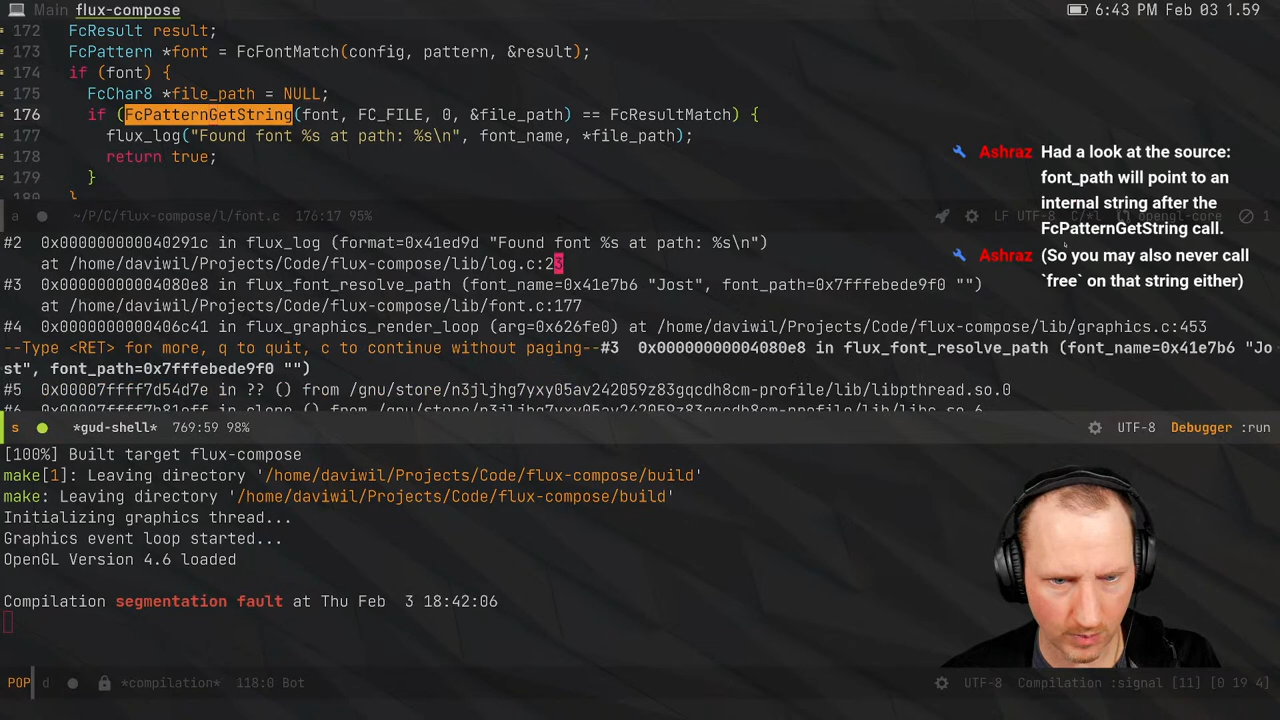 Main flux-compose
6:43 PM Feb 03 1.59
172 FcResult result;
173 FcPattern *font = FcFontMatch(config, pattern, &result);
174 if (font) {
175 FcChar8 *file_path = NULL;
176 if (FcPatternGetString(font, FC_FILE, 0, &file_path) == FcResultMatch) {
177 flux_log("Found font %s at path: %s\n", font_name, *file_path);
178 return true;
179 }
180 }
Ashraz Had a look at the source:
font_path will point to an
internal string after the
FcPatternGetString call.
Ashraz (So you may also never call
`free` on that string either)
a ~/P/C/flux-compose/l/font.c 176:17 95% LF UTF-8 C/*l opengl-core 1
#2 0x000000000040291c in flux_log (format=0x41ed9d "Found font %s at path: %s\n")
at /home/daviwil/Projects/Code/flux-compose/lib/log.c:23
#3 0x00000000004080e8 in flux_font_resolve_path (font_name=0x41e7b6 "Jost", font_path=0x7fffebede9f0 "")
at /home/daviwil/Projects/Code/flux-compose/lib/font.c:177
#4 0x0000000000406c41 in flux_graphics_render_loop (arg=0x626fe0) at /home/daviwil/Projects/Code/flux-compose/lib/graphics.c:453
--Type <RET> for more, q to quit, c to continue without paging--#3 0x00000000004080e8 in flux_font_resolve_path (font_name=0x41e7b6 "Jo
st", font_path=0x7fffebede9f0 "")
#5 0x00007ffff7d54d7e in ?? () from /gnu/store/n3jljhg7yxy05av242059z83gqcdh8cm-profile/lib/libpthread.so.0
#6 0x00007ffff7b81eff in clone () from /gnu/store/n3jljhg7yxy05av242059z83gqcdh8cm-profile/lib/libc.so.6
s *gud-shell* 769:59 98% UTF-8 Debugger :run
[100%] Built target flux-compose
make[1]: Leaving directory '/home/daviwil/Projects/Code/flux-compose/build'
make: Leaving directory '/home/daviwil/Projects/Code/flux-compose/build'
Initializing graphics thread...
Graphics event loop started...
OpenGL Version 4.6 loaded
Compilation segmentation fault at Thu Feb 3 18:42:06
POP d *compilation* 118:0 Bot UTF-8 Compilation :signal [11] [0 19 4]